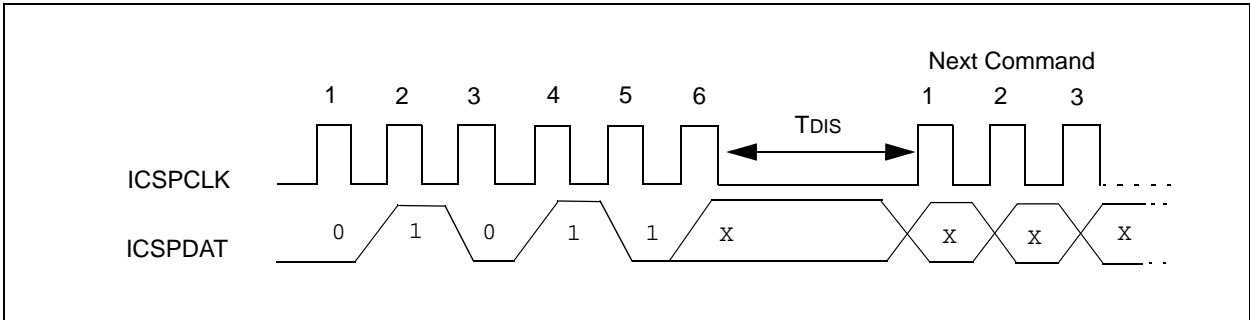 Next Command
1 2 3 4 5 6 1 2 3
TDIS
ICSPCLK
ICSPDAT
0 1 0 1 1 x x x x